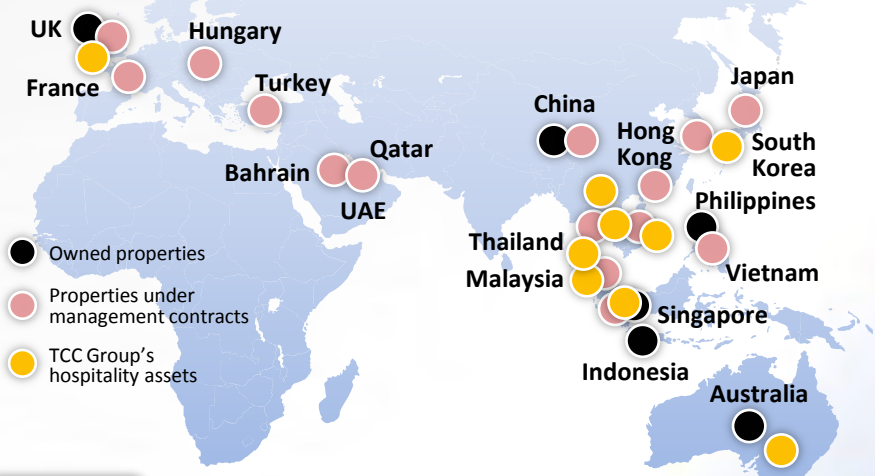 UK
Hungary
France
Turkey
Japan
China
Hong
Kong
South
Korea
Bahrain
Qatar
UAE
Philippines
Thailand
Malaysia
Vietnam
Singapore
Indonesia
Australia
Owned properties
Properties under
management contracts
TCC Group's
hospitality assets